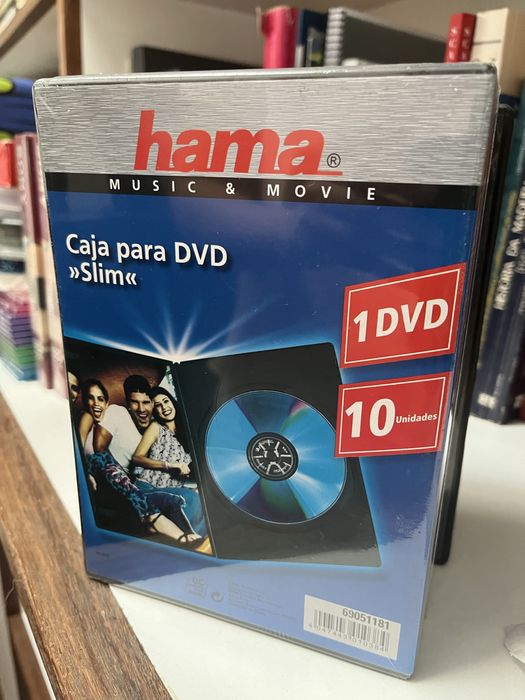 hama®
MUSIC & MOVIE
Caja para DVD
»Slim«
1 DVD
10 Unidades
69051181